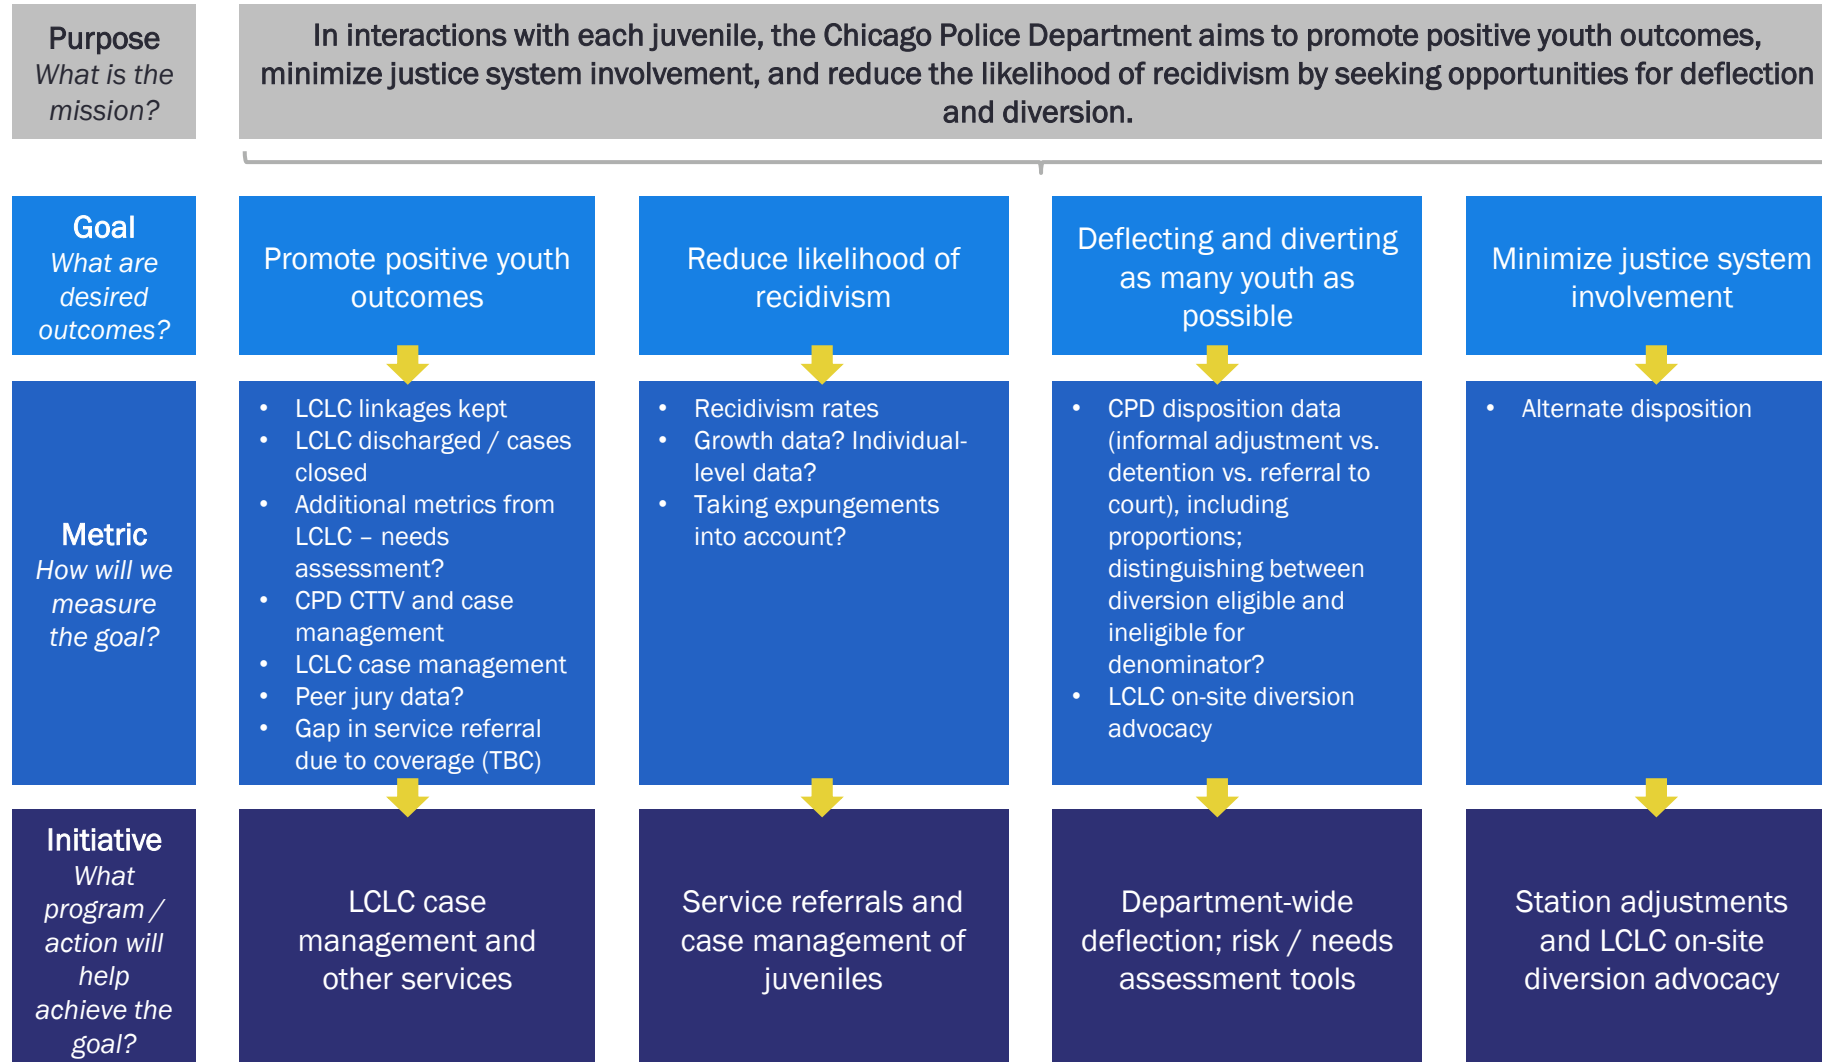 Purpose
What is the
mission?
In interactions with each juvenile, the Chicago Police Department aims to promote positive youth outcomes,
minimize justice system involvement, and reduce the likelihood of recidivism by seeking opportunities for deflection
and diversion.
Goal
What are
desired
outcomes?
Promote positive youth
outcomes
Reduce likelihood of
recidivism
Deflecting and diverting
as many youth as
possible
Minimize justice system
involvement
Metric
How will we
measure
the goal?
• LCLC linkages kept
• LCLC discharged / cases
closed
• Additional metrics from
LCLC – needs
assessment?
• CPD CTTV and case
management
• LCLC case management
• Peer jury data?
• Gap in service referral
due to coverage (TBC)
• Recidivism rates
• Growth data? Individual-
level data?
• Taking expungements
into account?
• CPD disposition data
(informal adjustment vs.
detention vs. referral to
court), including
proportions;
distinguishing between
diversion eligible and
ineligible for
denominator?
• LCLC on-site diversion
advocacy
• Alternate disposition
Initiative
What
program /
action will
help
achieve the
goal?
LCLC case
management and
other services
Service referrals and
case management of
juveniles
Department-wide
deflection; risk / needs
assessment tools
Station adjustments
and LCLC on-site
diversion advocacy